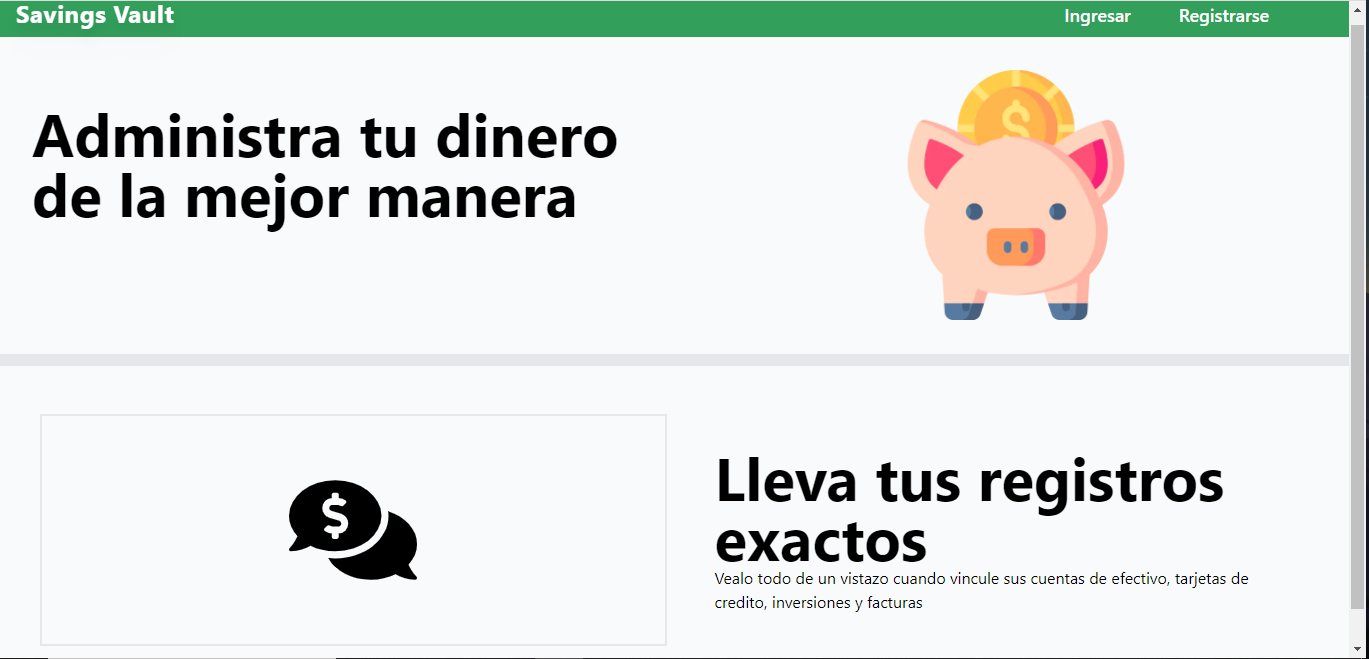 Savings Vault
Ingresar Registrarse
Administra tu dinero
de la mejor manera
$
$
Lleva tus registros
exactos
Vealo todo de un vistazo cuando vincule sus cuentas de efectivo, tarjetas de
credito, inversiones y facturas